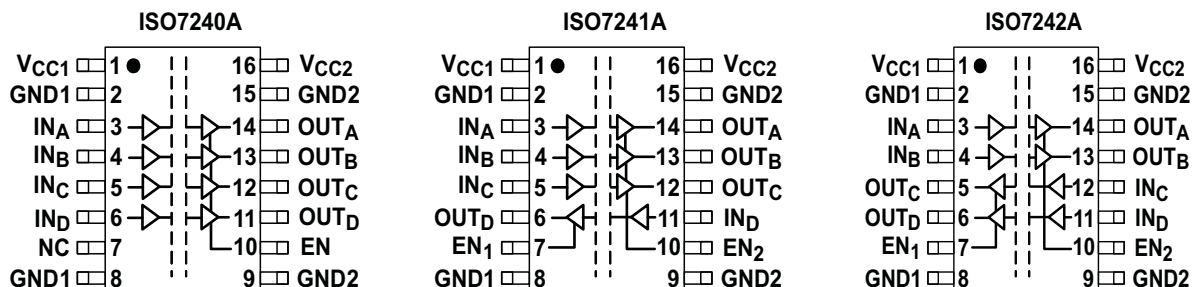 ISO7240A
VCC1 1 16 VCC2
GND1 2 15 GND2
INA 3 14 OUTA
INB 4 13 OUTB
INC 5 12 OUTC
IND 6 11 OUTD
NC 7 10 EN
GND1 8 9 GND2
ISO7241A
VCC1 1 16 VCC2
GND1 2 15 GND2
INA 3 14 OUTA
INB 4 13 OUTB
INC 5 12 OUTC
OUTD 6 11 IND
EN1 7 10 EN2
GND1 8 9 GND2
ISO7242A
VCC1 1 16 VCC2
GND1 2 15 GND2
INA 3 14 OUTA
INB 4 13 OUTB
OUTC 5 12 INC
OUTD 6 11 IND
EN1 7 10 EN2
GND1 8 9 GND2